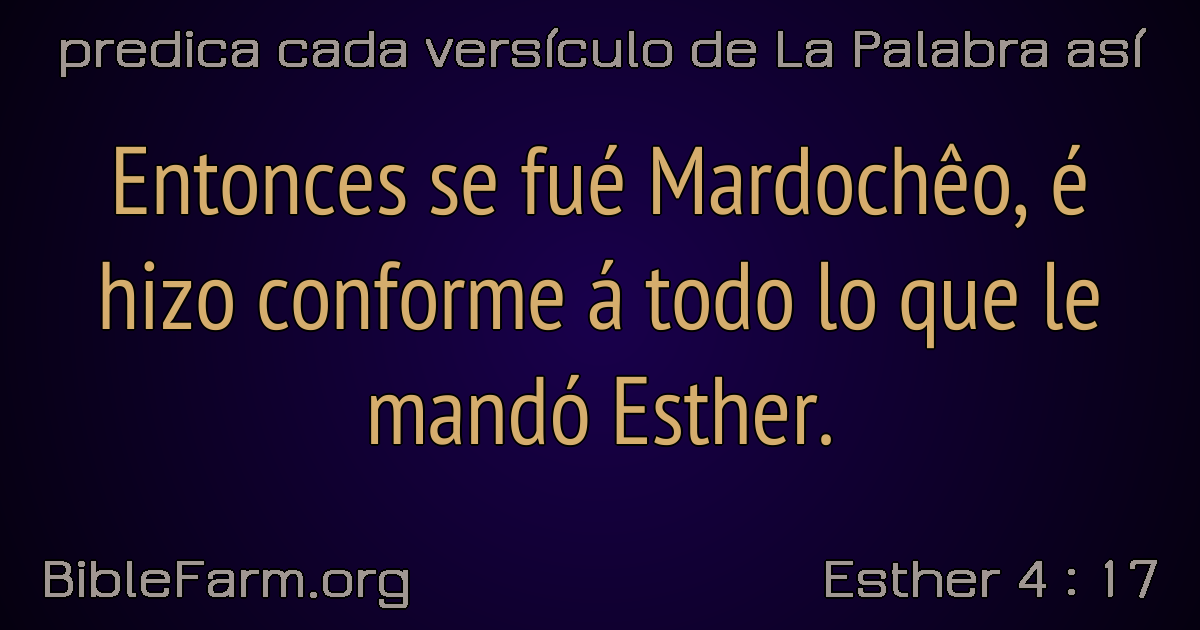 predica cada versículo de La Palabra así
Entonces se fué Mardochêo, é
hizo conforme á todo lo que le
mandó Esther.
BibleFarm.org
Esther 4 : 17